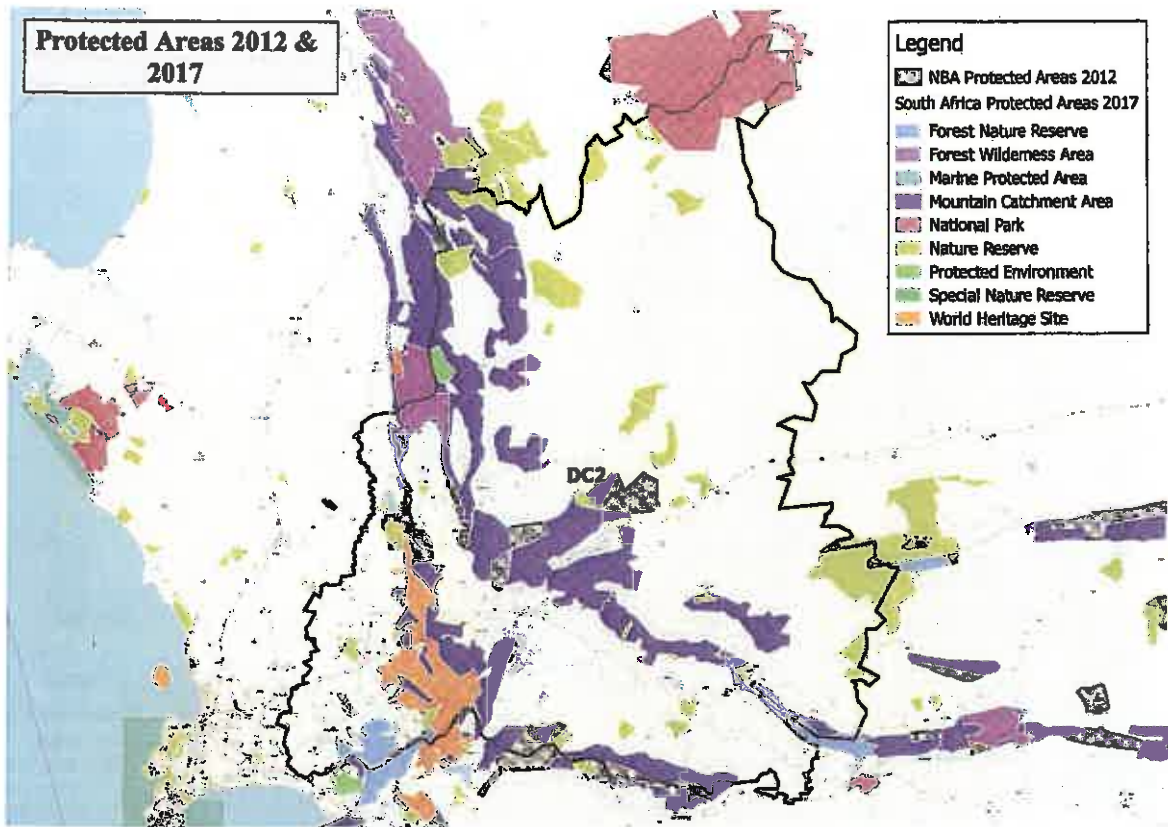 Protected Areas 2012 &
2017
Legend
NBA Protected Areas 2012
South Africa Protected Areas 2017
Forest Nature Reserve
Forest Wilderness Area
Marine Protected Area
Mountain Catchment Area
National Park
Nature Reserve
Protected Environment
Special Nature Reserve
World Heritage Site
DC2